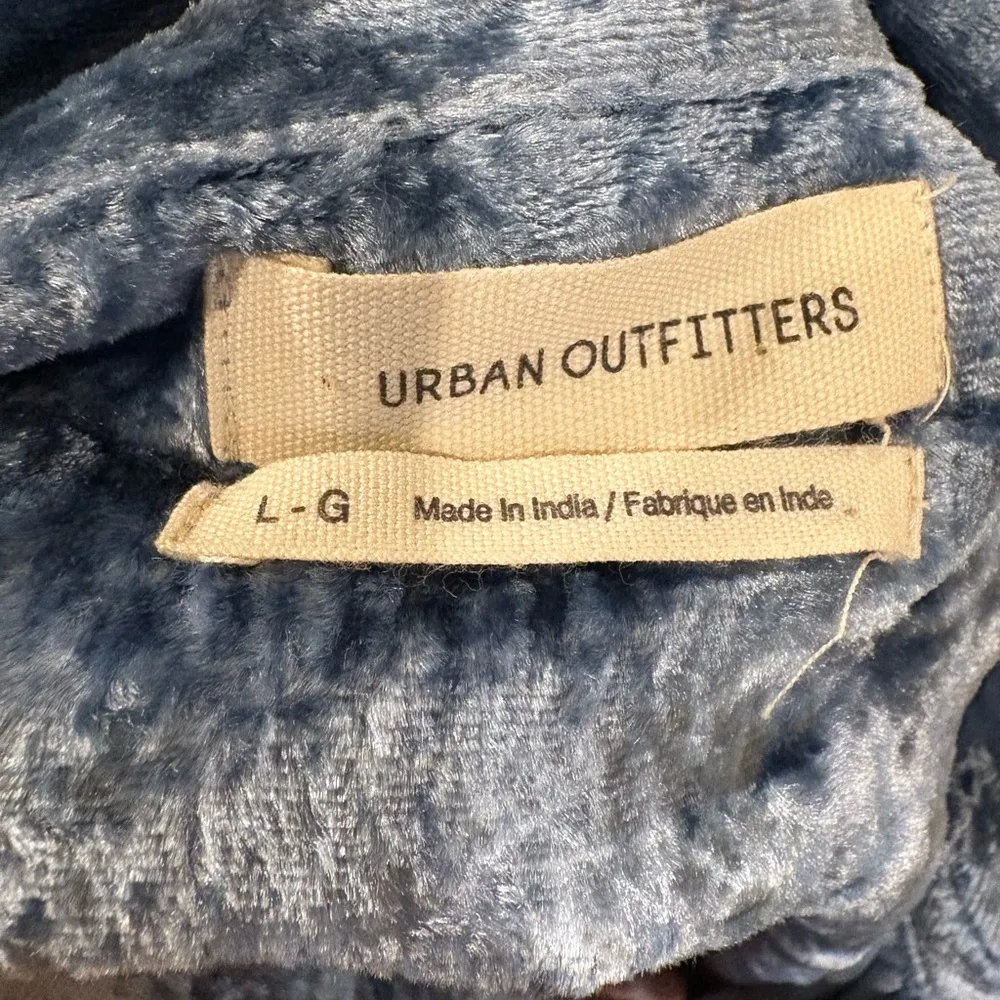 URBAN OUTFITTERS
L - G Made In India / Fabrique en Inde